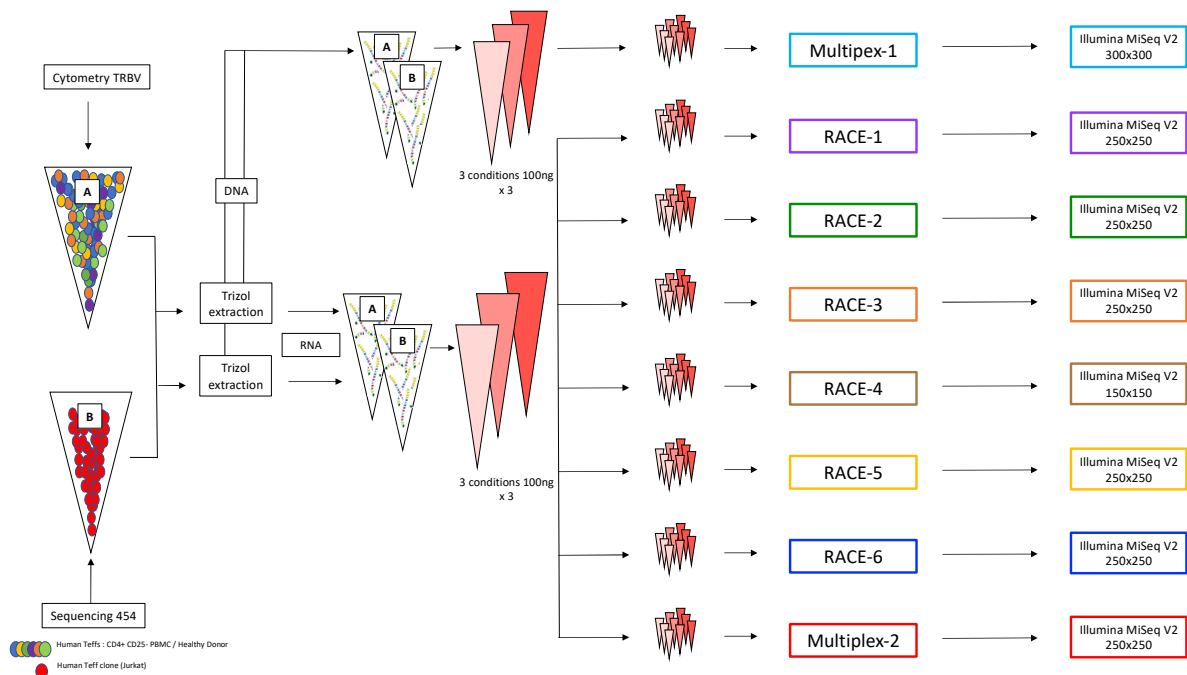 Cytometry TRBV
A
DNA
A
B
3 conditions 100ng
x 3
Multipex-1
Illumina MiSeq V2
300x300
RACE-1
Illumina MiSeq V2
250x250
RACE-2
Illumina MiSeq V2
250x250
Trizol
extraction
RNA
Trizol
extraction
A
B
3 conditions 100ng
x 3
RACE-3
Illumina MiSeq V2
250x250
RACE-4
Illumina MiSeq V2
150x150
B
RACE-5
Illumina MiSeq V2
250x250
RACE-6
Illumina MiSeq V2
250x250
Sequencing 454
Multiplex-2
Illumina MiSeq V2
250x250
Human Teffs : CD4+ CD25- PBMC / Healthy Donor
Human Teff clone (Jurkat)